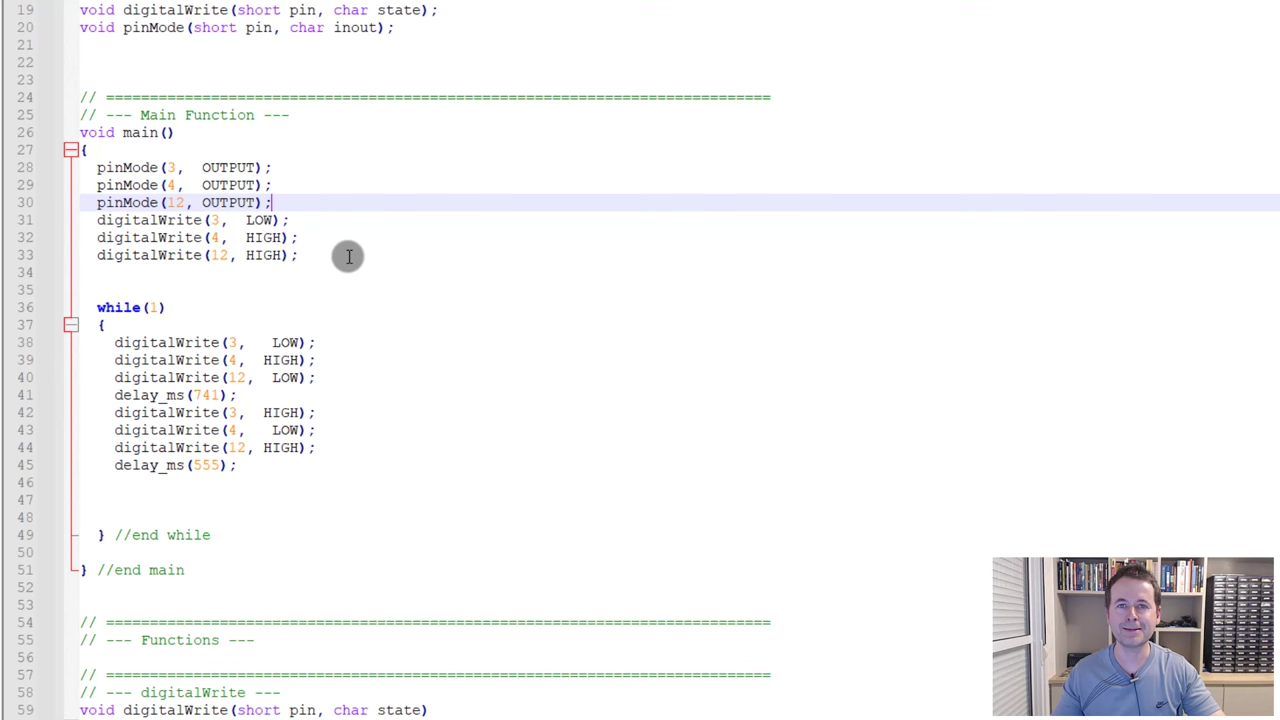 19 void digitalWrite(short pin, char state);
20 void pinMode(short pin, char inout);
21
22
23
24 // =============================================================================
25 // --- Main Function ---
26 void main()
27 {
28 pinMode(3,  OUTPUT);
29 pinMode(4,  OUTPUT);
30 pinMode(12, OUTPUT);
31 digitalWrite(3,  LOW);
32 digitalWrite(4,  HIGH);
33 digitalWrite(12, HIGH);
34
35
36 while(1)
37 {
38 digitalWrite(3,   LOW);
39 digitalWrite(4,  HIGH);
40 digitalWrite(12,  LOW);
41 delay_ms(741);
42 digitalWrite(3,  HIGH);
43 digitalWrite(4,   LOW);
44 digitalWrite(12, HIGH);
45 delay_ms(555);
46
47
48
49 } //end while
50
51 } //end main
52
53
54 // =============================================================================
55 // --- Functions ---
56
57 // =============================================================================
58 // --- digitalWrite ---
59 void digitalWrite(short pin, char state)